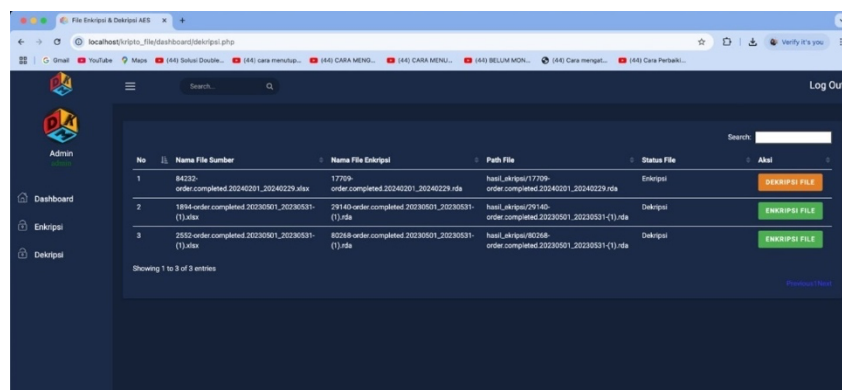 File Enkripsi & Dekripsi AES
localhost/kripto_file/dashboard/dekripsi.php
Verify it's you
Gmail YouTube Maps (44) Solusi Double... (44) cara menutup... (44) CARA MENG... (44) CARA MENU... (44) BELUM MON... (44) Cara mengat... (44) Cara Perbaiki...
Search...
Log Ou
Admin
admin
Dashboard
Enkripsi
Dekripsi
Search:
No Nama File Sumber Nama File Enkripsi Path File Status File Aksi
1 84232- 17709- hasil_ekripsi/17709- Enkripsi DEKRIPSI FILE
order.completed.20240201_20240229.xlsx order.completed.20240201_20240229.rda order.completed.20240201_20240229.rda
2 1894-order.completed.20230501_20230531- 29140-order.completed.20230501_20230531- hasil_ekripsi/29140- Dekripsi ENKRIPSI FILE
(1).xlsx (1).rda order.completed.20230501_20230531-(1).rda
3 2552-order.completed.20230501_20230531- 80268-order.completed.20230501_20230531- hasil_ekripsi/80268- Dekripsi ENKRIPSI FILE
(1).xlsx (1).rda order.completed.20230501_20230531-(1).rda
Showing 1 to 3 of 3 entries
Previous1Next